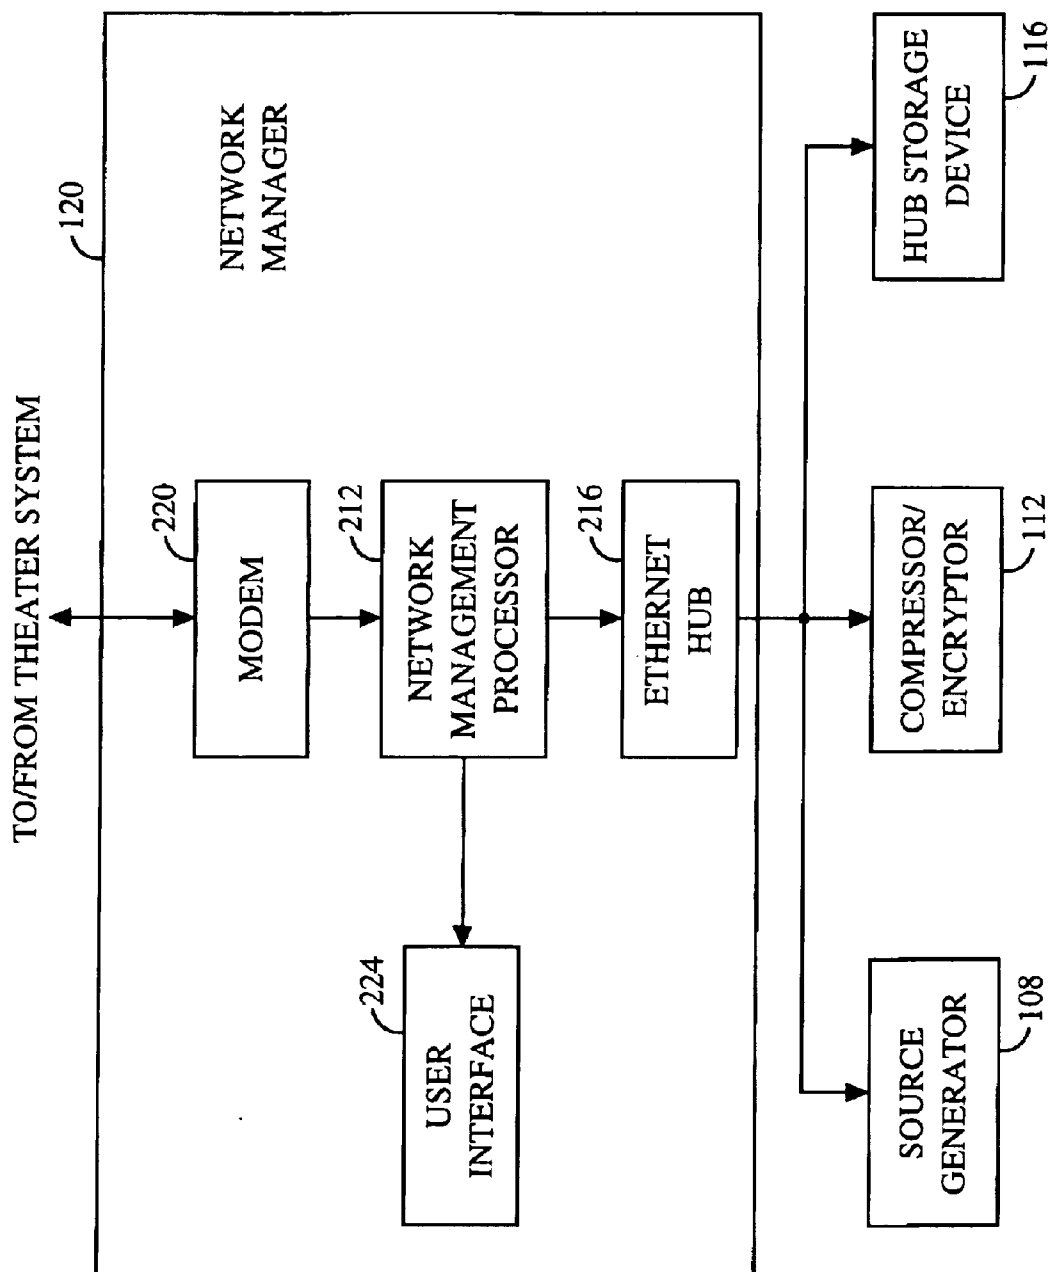 TO/FROM THEATER SYSTEM
120
NETWORK
MANAGER
220
MODEM
212
NETWORK
MANAGEMENT
PROCESSOR
224
USER
INTERFACE
216
ETHERNET
HUB
SOURCE
GENERATOR
108
COMPRESSOR/
ENCRYPTOR
112
HUB STORAGE
DEVICE
116